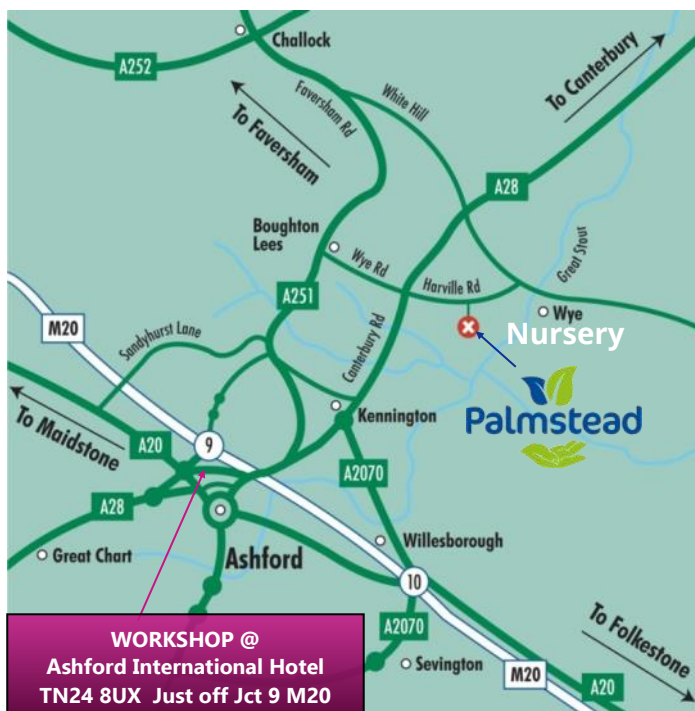 Challock
A252
To Faversham
Faversham Rd
White Hill
To Canterbury
A28
Boughton
Lees
Wye Rd
Harville Rd
Great Stour
Wye
A251
M20
Sandyhurst Lane
Canterbury Rd
Nursery
Palmstead
Kennington
To Maidstone
A20
9
A2070
A28
Great Chart
Ashford
Willesborough
10
A2070
Sevington
M20
To Folkestone
A20
WORKSHOP @
Ashford International Hotel
TN24 8UX Just off Jct 9 M20